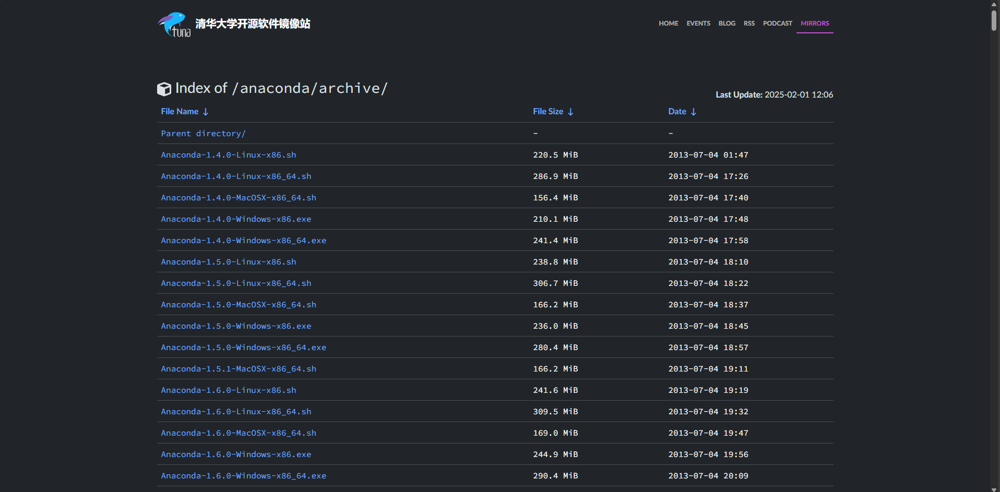 tuna 清华大学开源软件镜像站
HOME EVENTS BLOG RSS PODCAST MIRRORS
Index of /anaconda/archive/
Last Update: 2025-02-01 12:06
File Name ↓ File Size ↓ Date ↓
Parent directory/ - -
Anaconda-1.4.0-Linux-x86.sh 220.5 MiB 2013-07-04 01:47
Anaconda-1.4.0-Linux-x86_64.sh 286.9 MiB 2013-07-04 17:26
Anaconda-1.4.0-MacOSX-x86_64.sh 156.4 MiB 2013-07-04 17:40
Anaconda-1.4.0-Windows-x86.exe 210.1 MiB 2013-07-04 17:48
Anaconda-1.4.0-Windows-x86_64.exe 241.4 MiB 2013-07-04 17:58
Anaconda-1.5.0-Linux-x86.sh 238.8 MiB 2013-07-04 18:10
Anaconda-1.5.0-Linux-x86_64.sh 306.7 MiB 2013-07-04 18:22
Anaconda-1.5.0-MacOSX-x86_64.sh 166.2 MiB 2013-07-04 18:37
Anaconda-1.5.0-Windows-x86.exe 236.0 MiB 2013-07-04 18:45
Anaconda-1.5.0-Windows-x86_64.exe 280.4 MiB 2013-07-04 18:57
Anaconda-1.5.1-MacOSX-x86_64.sh 166.2 MiB 2013-07-04 19:11
Anaconda-1.6.0-Linux-x86.sh 241.6 MiB 2013-07-04 19:19
Anaconda-1.6.0-Linux-x86_64.sh 309.5 MiB 2013-07-04 19:32
Anaconda-1.6.0-MacOSX-x86_64.sh 169.0 MiB 2013-07-04 19:47
Anaconda-1.6.0-Windows-x86.exe 244.9 MiB 2013-07-04 19:56
Anaconda-1.6.0-Windows-x86_64.exe 290.4 MiB 2013-07-04 20:09